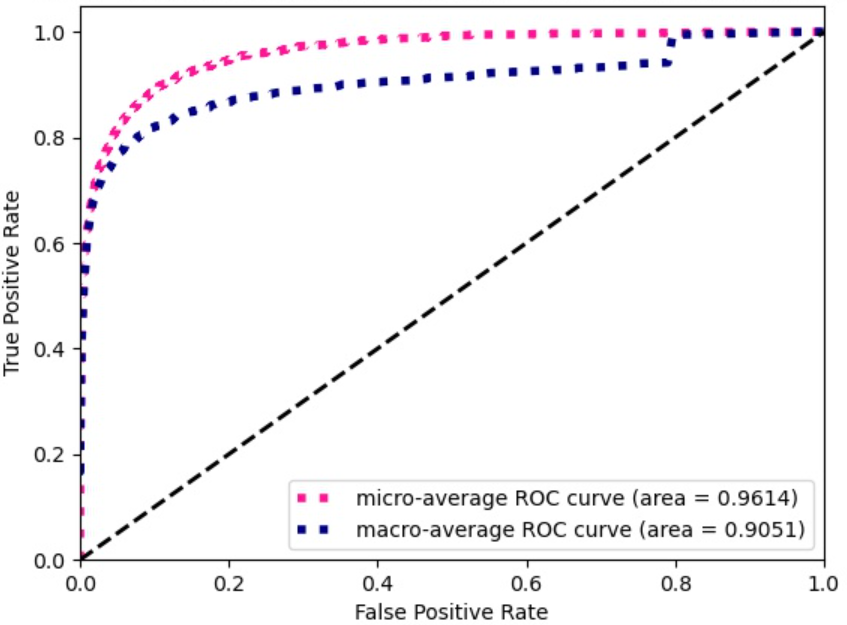 1.0
0.8
0.6
0.4
0.2
0.0
True Positive Rate
micro-average ROC curve (area = 0.9614)
macro-average ROC curve (area = 0.9051)
0.0 0.2 0.4 0.6 0.8 1.0
False Positive Rate